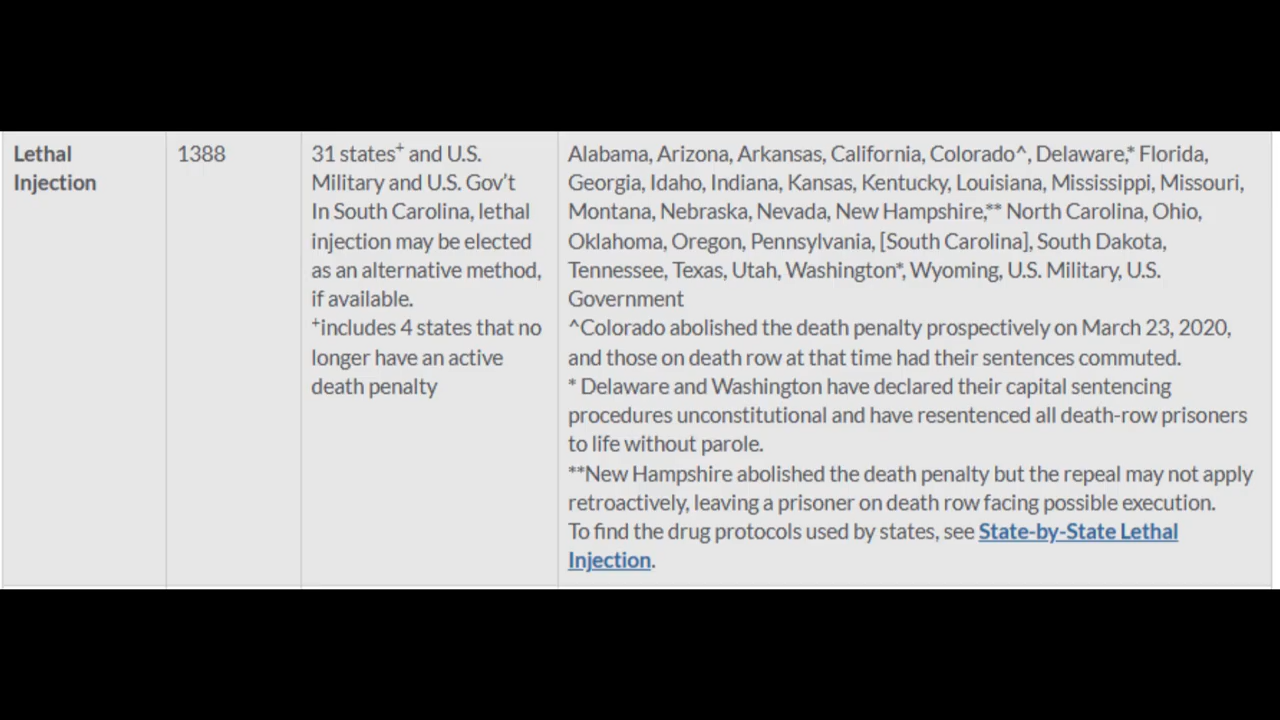 Lethal
Injection
1388
31 states+ and U.S.
Military and U.S. Gov't
In South Carolina, lethal
injection may be elected
as an alternative method,
if available.
+includes 4 states that no
longer have an active
death penalty
Alabama, Arizona, Arkansas, California, Colorado^, Delaware,* Florida,
Georgia, Idaho, Indiana, Kansas, Kentucky, Louisiana, Mississippi, Missouri,
Montana, Nebraska, Nevada, New Hampshire,** North Carolina, Ohio,
Oklahoma, Oregon, Pennsylvania, [South Carolina], South Dakota,
Tennessee, Texas, Utah, Washington*, Wyoming, U.S. Military, U.S.
Government
^Colorado abolished the death penalty prospectively on March 23, 2020,
and those on death row at that time had their sentences commuted.
* Delaware and Washington have declared their capital sentencing
procedures unconstitutional and have resentenced all death-row prisoners
to life without parole.
**New Hampshire abolished the death penalty but the repeal may not apply
retroactively, leaving a prisoner on death row facing possible execution.
To find the drug protocols used by states, see State-by-State Lethal
Injection.